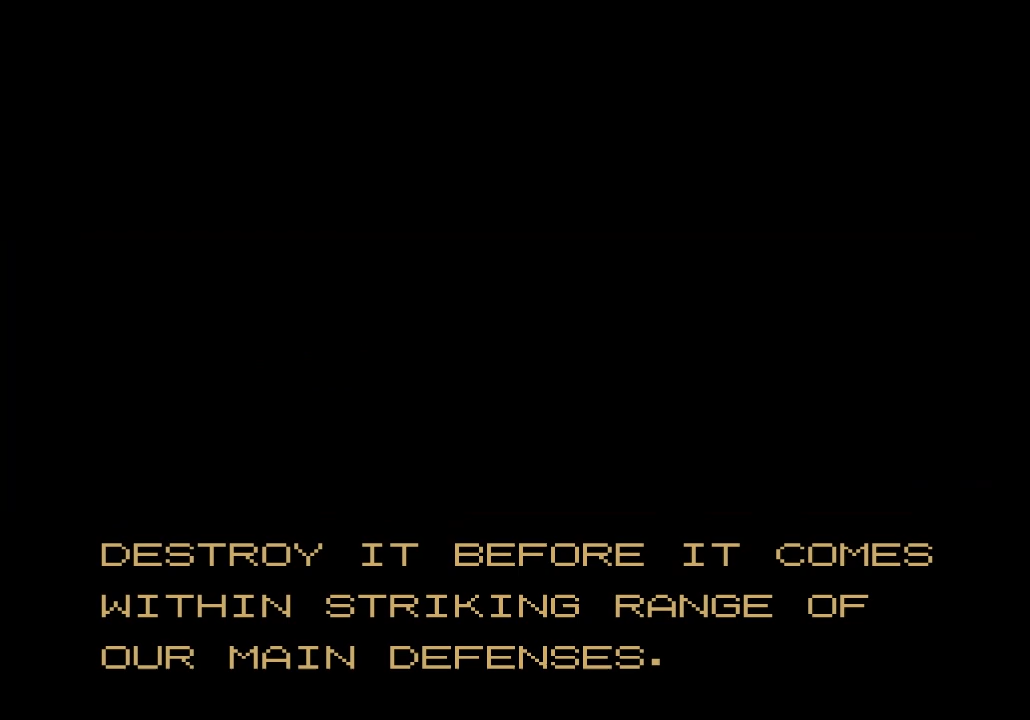 DESTROY IT BEFORE IT COMES
WITHIN STRIKING RANGE OF
OUR MAIN DEFENSES.